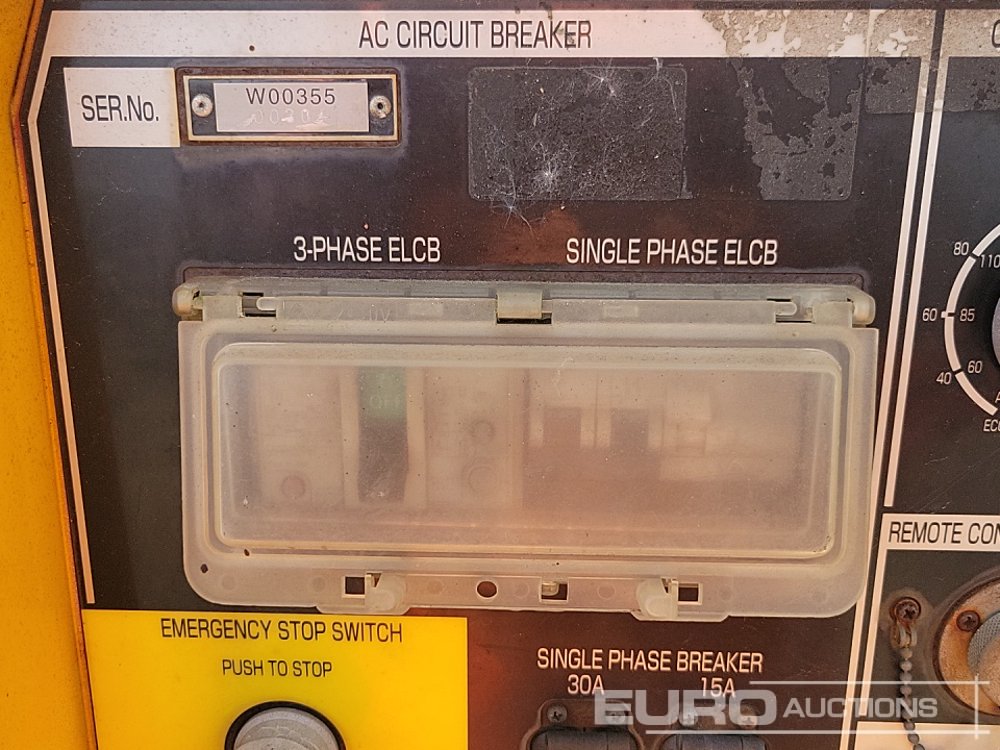 AC CIRCUIT BREAKER
SER.No.
W00355
3-PHASE ELCB
SINGLE PHASE ELCB
OFF
80
110
60
85
60
40
EMERGENCY STOP SWITCH
PUSH TO STOP
REMOTE CON
SINGLE PHASE BREAKER
30A
15A
EURO AUCTIONS